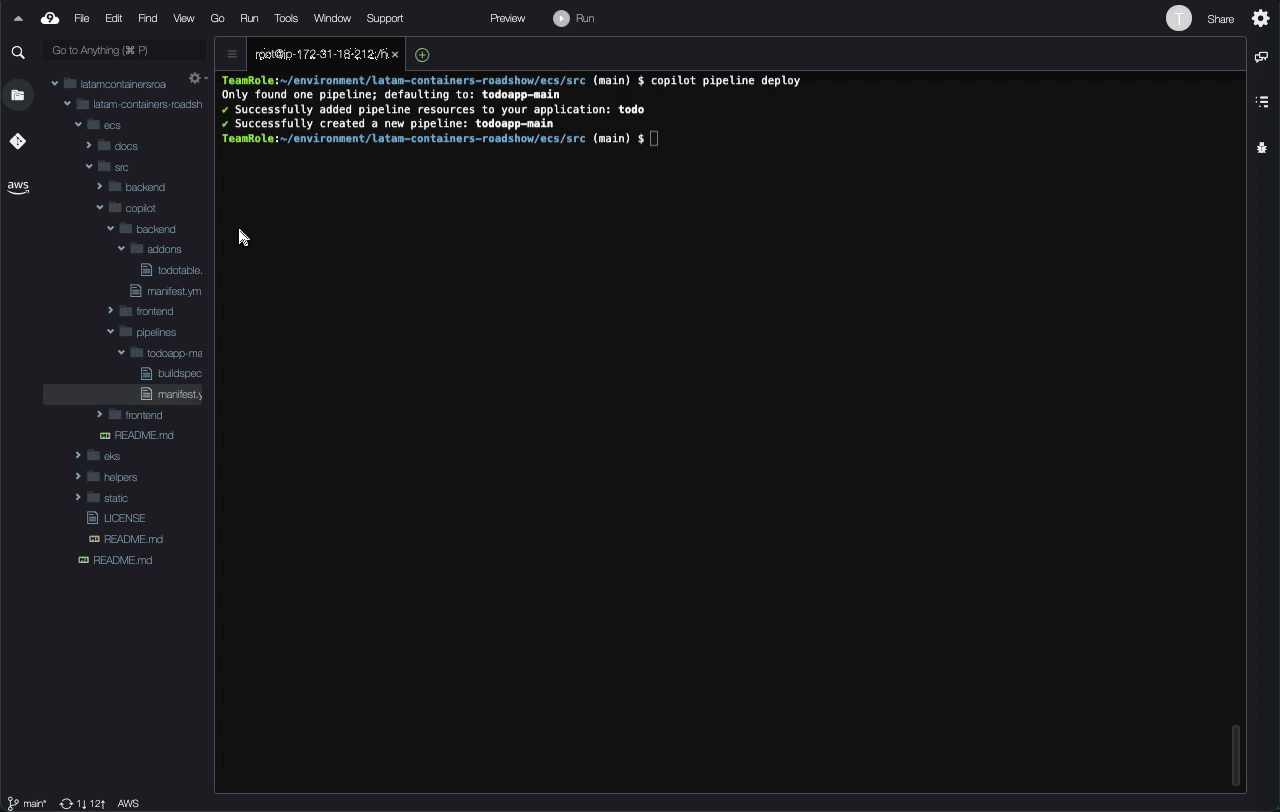 File Edit Find View Go Run Tools Window Support Preview Run T Share
Go to Anything (⌘ P)
root@ip-172-31-18-212:/h
latamcontainersroa
latam-containers-roadsh
ecs
docs
src
backend
copilot
backend
addons
todotable.
manifest.ym
frontend
pipelines
todoapp-ma
buildspec
manifest.y
frontend
README.md
eks
helpers
static
LICENSE
README.md
README.md
aws
TeamRole:~/environment/latam-containers-roadshow/ecs/src (main) $ copilot pipeline deploy
Only found one pipeline; defaulting to: todoapp-main
✔ Successfully added pipeline resources to your application: todo
✔ Successfully created a new pipeline: todoapp-main
TeamRole:~/environment/latam-containers-roadshow/ecs/src (main) $
main* 1↓ 12↑ AWS